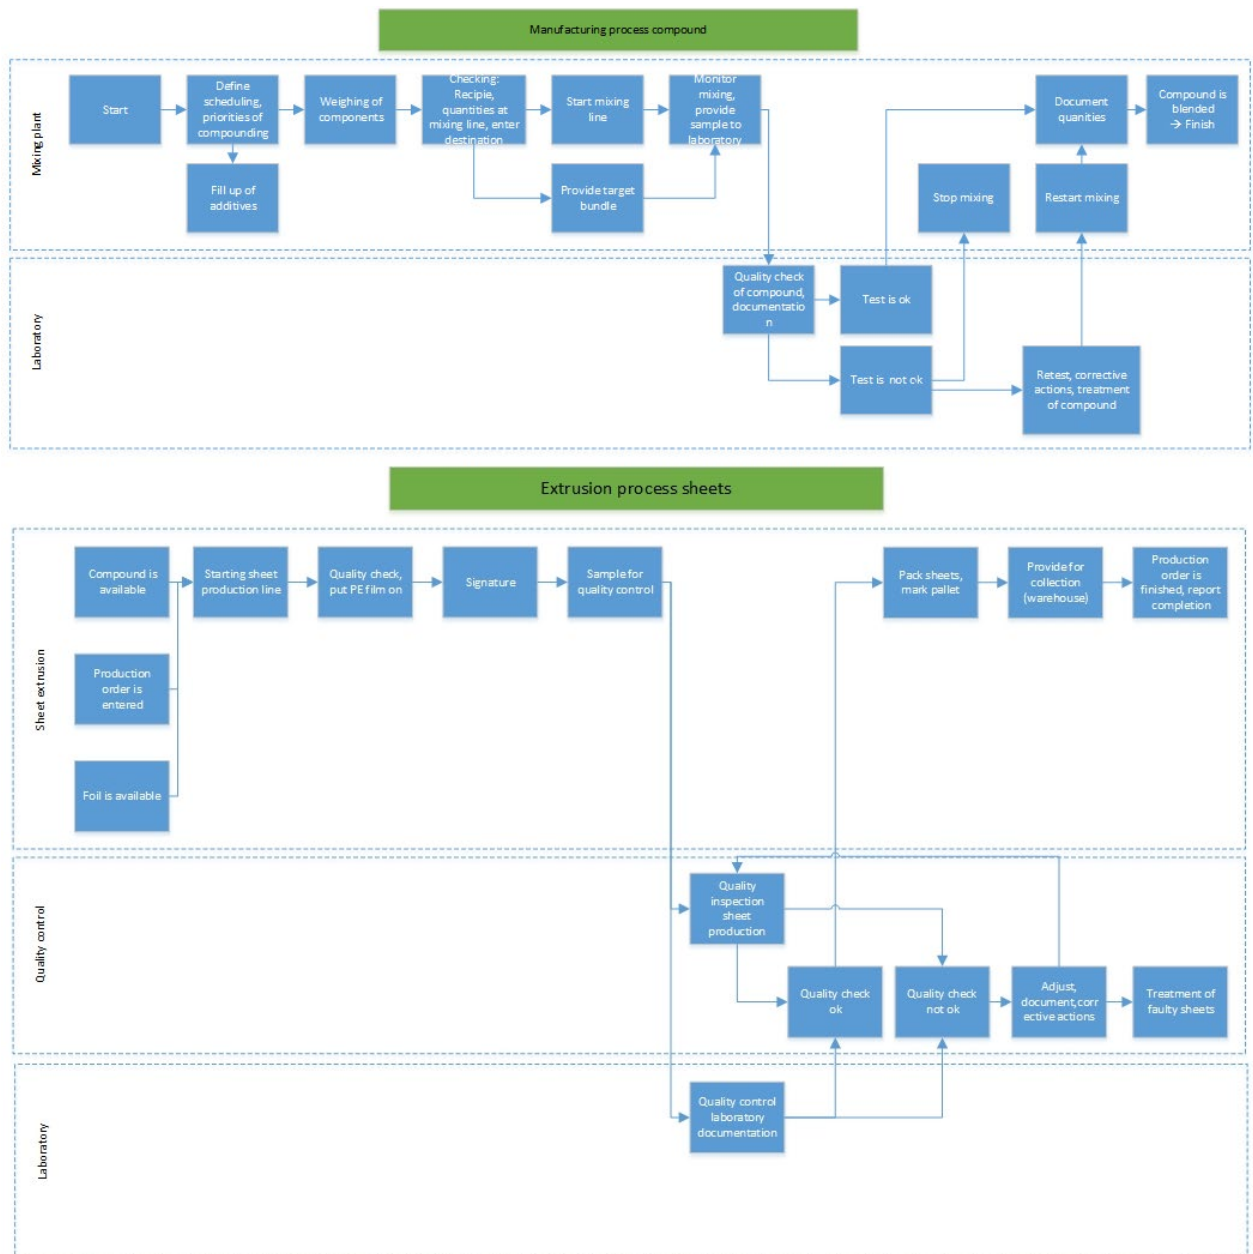 Manufacturing process compound
Mixing plant
Start
Define
scheduling,
priorities of
compounding
Weighing of
components
Checking:
Recipie,
quantities at
mixing line, enter
destination
Start mixing
line
Monitor
mixing,
provide
sample to
laboratory
Document
quanities
Compound is
blended
→ Finish
Fill up of
additives
Provide target
bundle
Stop mixing
Restart mixing
Laboratory
Quality check
of compound,
documentatio
n
Test is ok
Test is not ok
Retest, corrective
actions, treatment
of compound
Extrusion process sheets
Sheet extrusion
Compound is
available
Starting sheet
production line
Quality check,
put PE film on
Signature
Sample for
quality control
Pack sheets,
mark pallet
Provide for
collection
(warehouse)
Production
order is
finished, report
completion
Production
order is
entered
Foil is available
Quality control
Quality
inspection
sheet
production
Quality check
ok
Quality check
not ok
Adjust,
document,corr
ective actions
Treatment of
faulty sheets
Laboratory
Quality control
laboratory
documentation